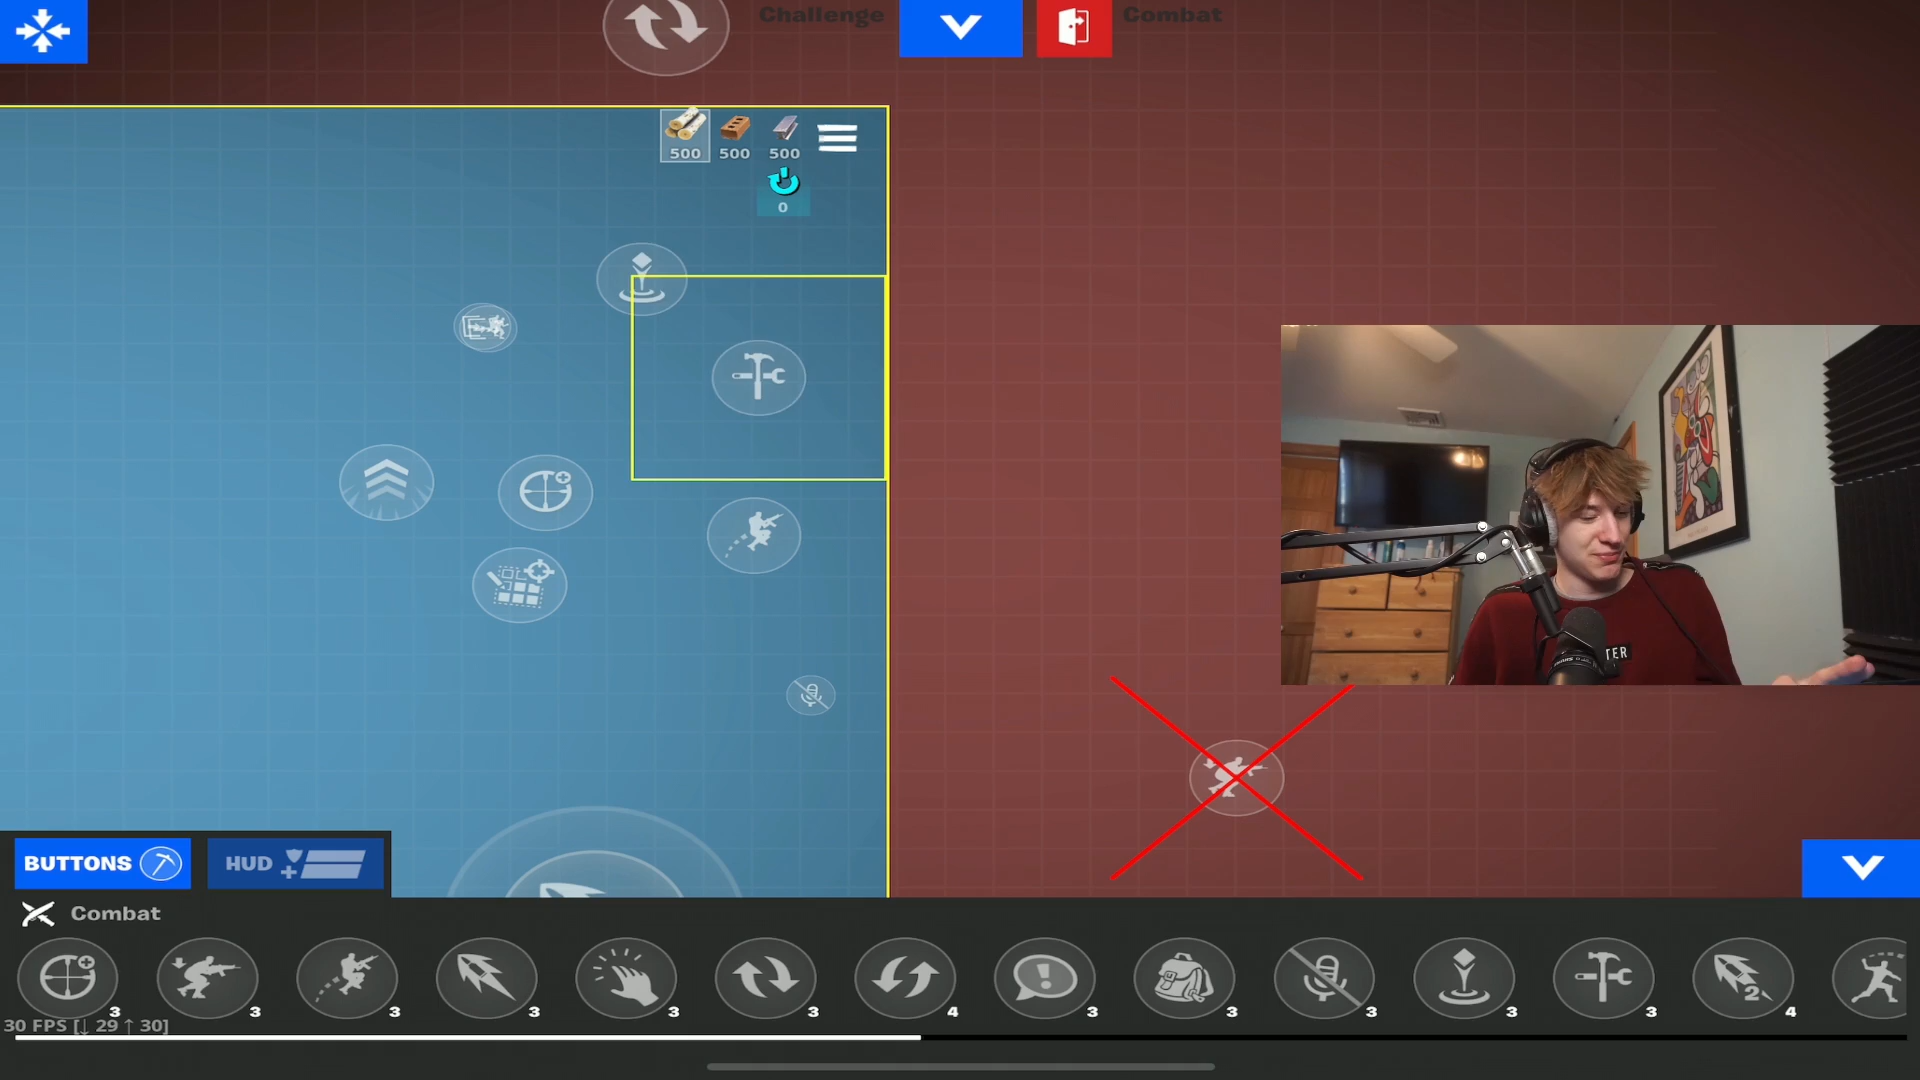 Challenge
Combat
500 500 500
0
TER
BUTTONS
HUD
Combat
3 3 3 3 3 3 4 3 3 3 3 3 4
2
30 FPS [↓ 29 ↑ 30]